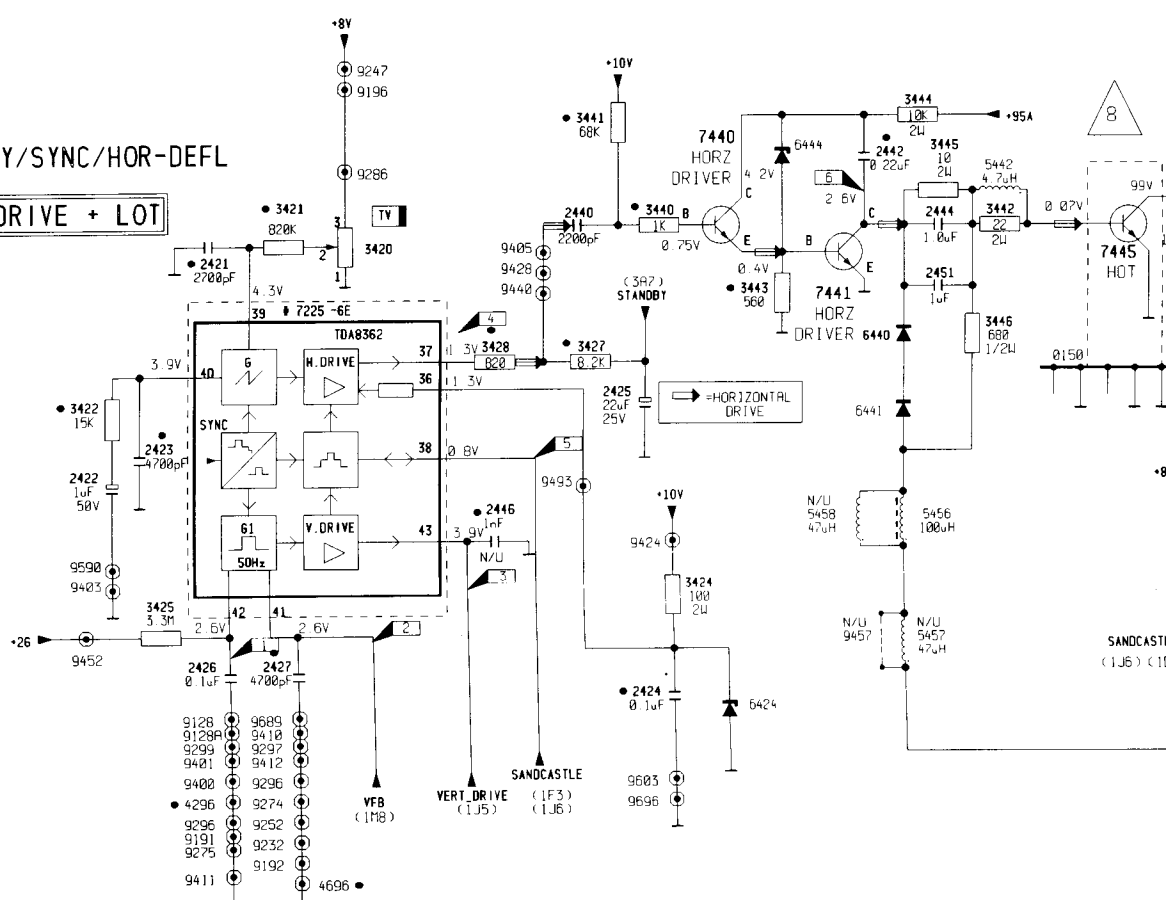 +8V
9247
9196
9286
Y/SYNC/HOR-DEFL
DRIVE + LOT
3421
820K
TV
3
2
1
3420
2421
2700pF
4.3V
39
7225 -6E
TDA8362
+10V
3441
68K
7440
HORZ
DRIVER
6444
4 2V
C
3444
10K
2W
+95A
8
2442
0 22uF
3445
10
2W
5442
4.7uH
6
2 6V
2440
2200pF
3440
1K
B
0.75V
E
0.4V
B
C
E
2444
1.0uF
3442
22
2W
0 07V
99V
7445
HOT
9405
9428
9440
(3A7)
STANDBY
3443
560
7441
HORZ
DRIVER
2451
1uF
6440
3446
680
1/2W
0150
3.9V
40
G
H.DRIVE
37
1 3V
4
3428
820
3427
8.2K
36
1.3V
2425
22uF
25V
=HORIZONTAL
DRIVE
6441
3422
15K
SYNC
2423
4700pF
38
0 8V
5
2422
1uF
50V
9493
+10V
N/U
5458
47uH
5456
100uH
+8
G1
50Hz
V.DRIVE
43
3.9V
2446
1nF
N/U
3
9424
9590
9403
3424
100
2W
3425
3.3M
42
41
2.6V
2.6V
2
1
+26
9452
N/U
9457
N/U
5457
47uH
SANDCASTL
(1J6)
2426
0.1uF
2427
4700pF
2424
0.1uF
6424
9128
9128A
9299
9401
9400
4296
9296
9191
9275
9411
9689
9410
9297
9412
9296
9274
9252
9232
9192
4696
VFB
(1M8)
VERT_DRIVE
(1J5)
SANDCASTLE
(1F3)
(1J6)
9603
9696